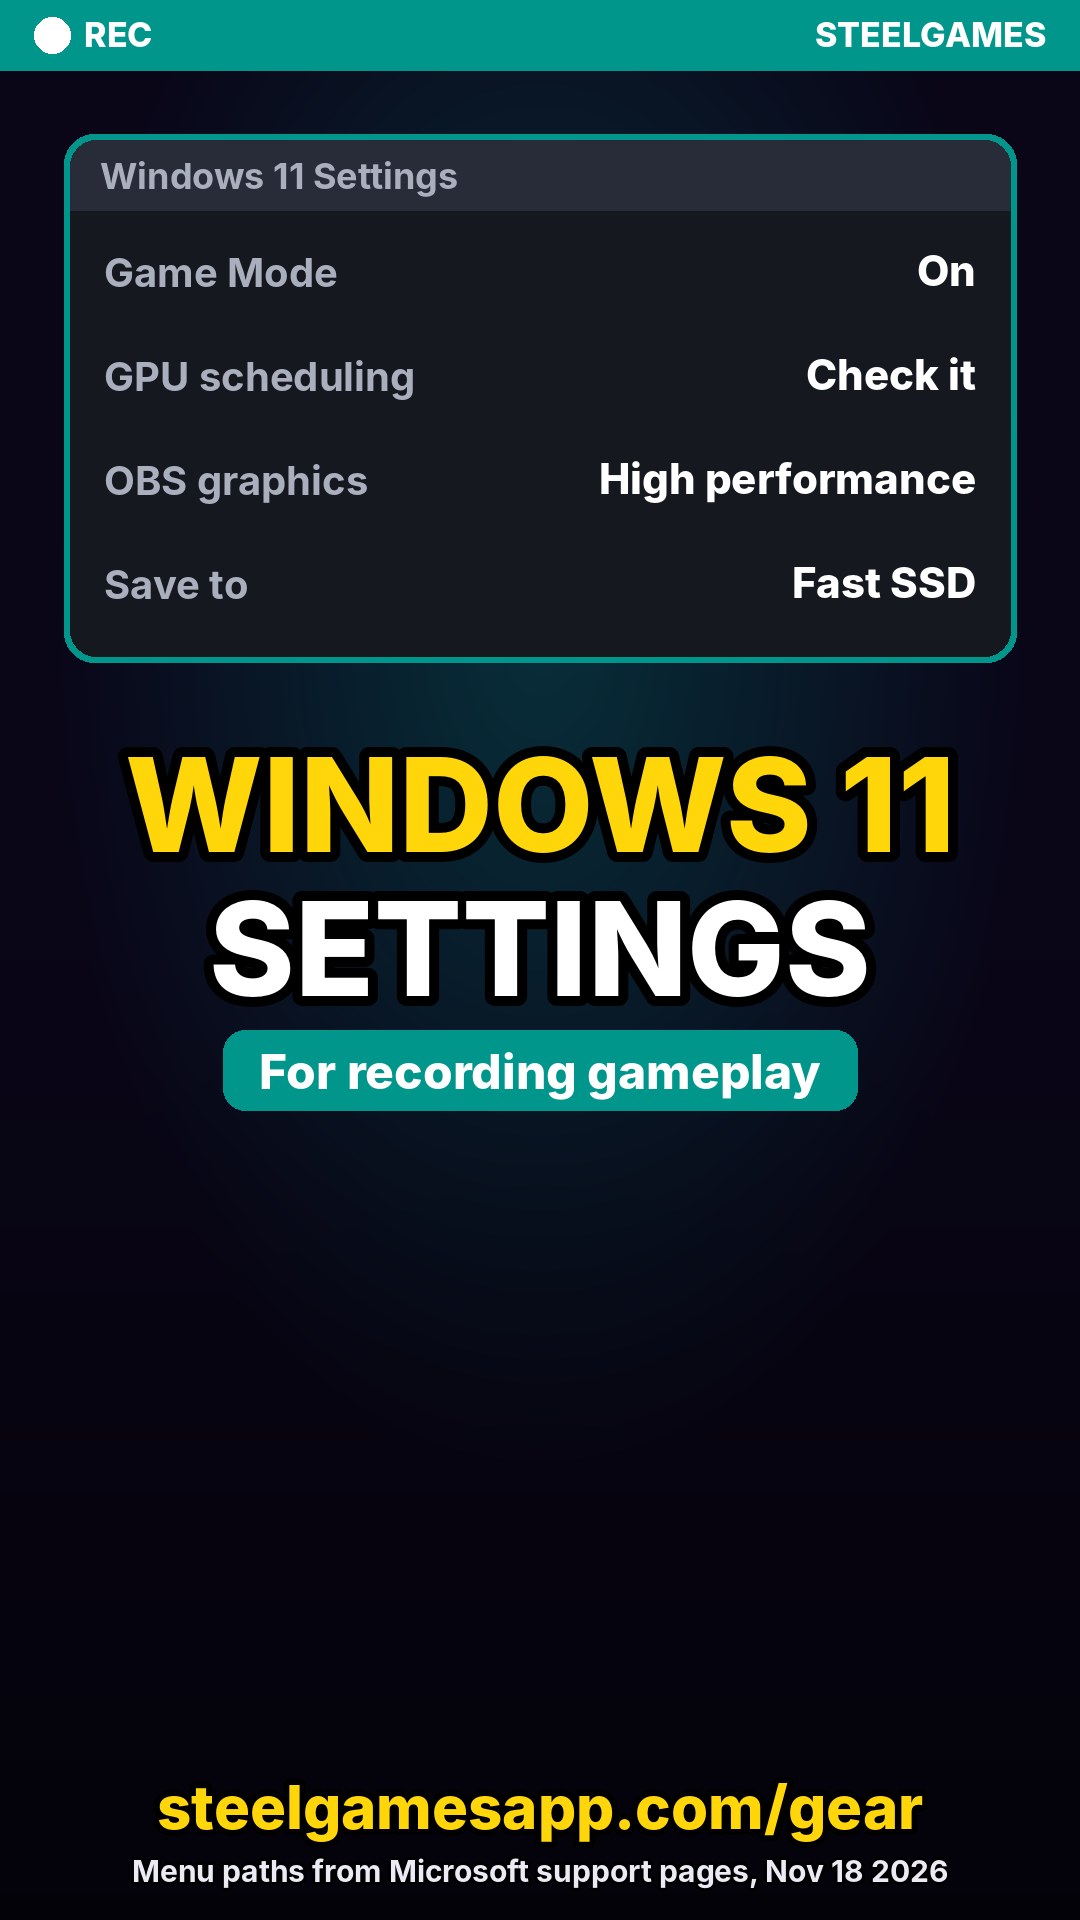 REC STEELGAMES
Windows 11 Settings
Game Mode On
GPU scheduling Check it
OBS graphics High performance
Save to Fast SSD
WINDOWS 11
SETTINGS
For recording gameplay
steelgamesapp.com/gear
Menu paths from Microsoft support pages, Nov 18 2026